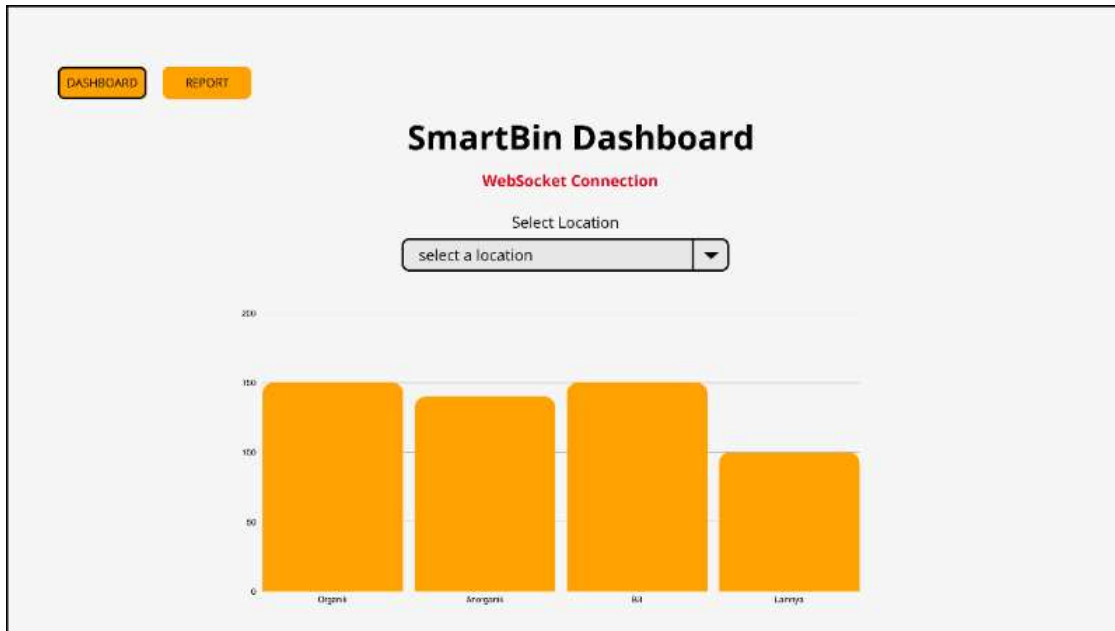 DASHBOARD REPORT
SmartBin Dashboard
WebSocket Connection
Select Location
select a location
200
150
100
50
0
Organik Anorganik B3 Lainnya